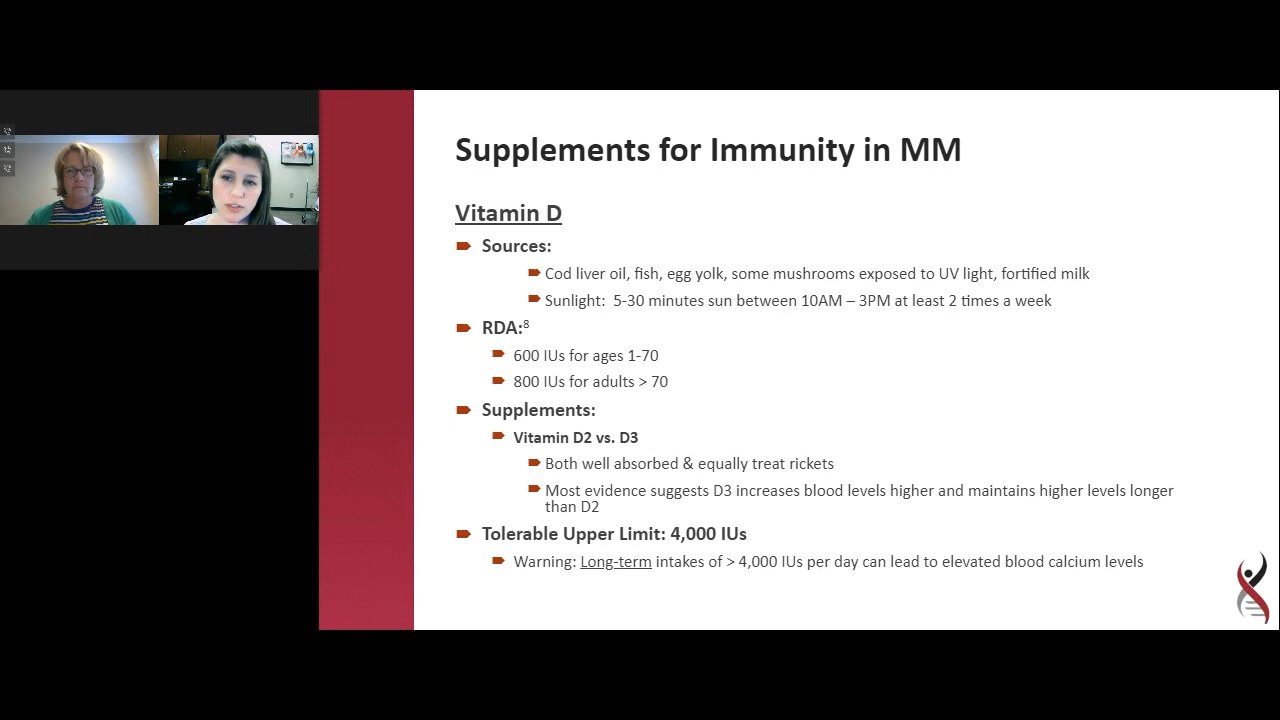 Supplements for Immunity in MM
Vitamin D
Sources:
Cod liver oil, fish, egg yolk, some mushrooms exposed to UV light, fortified milk
Sunlight:  5-30 minutes sun between 10AM – 3PM at least 2 times a week
RDA:⁸
600 IUs for ages 1-70
800 IUs for adults > 70
Supplements:
Vitamin D2 vs. D3
Both well absorbed & equally treat rickets
Most evidence suggests D3 increases blood levels higher and maintains higher levels longer
than D2
Tolerable Upper Limit: 4,000 IUs
Warning: Long-term intakes of > 4,000 IUs per day can lead to elevated blood calcium levels